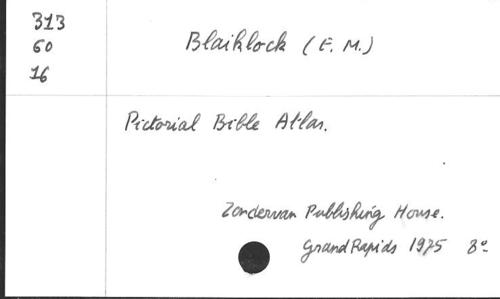 313
60
16
Blaiklock (E. M.)
Pictorial Bible Atlas.
Zondervan Publishing House.
Grand Rapids 1975 8°